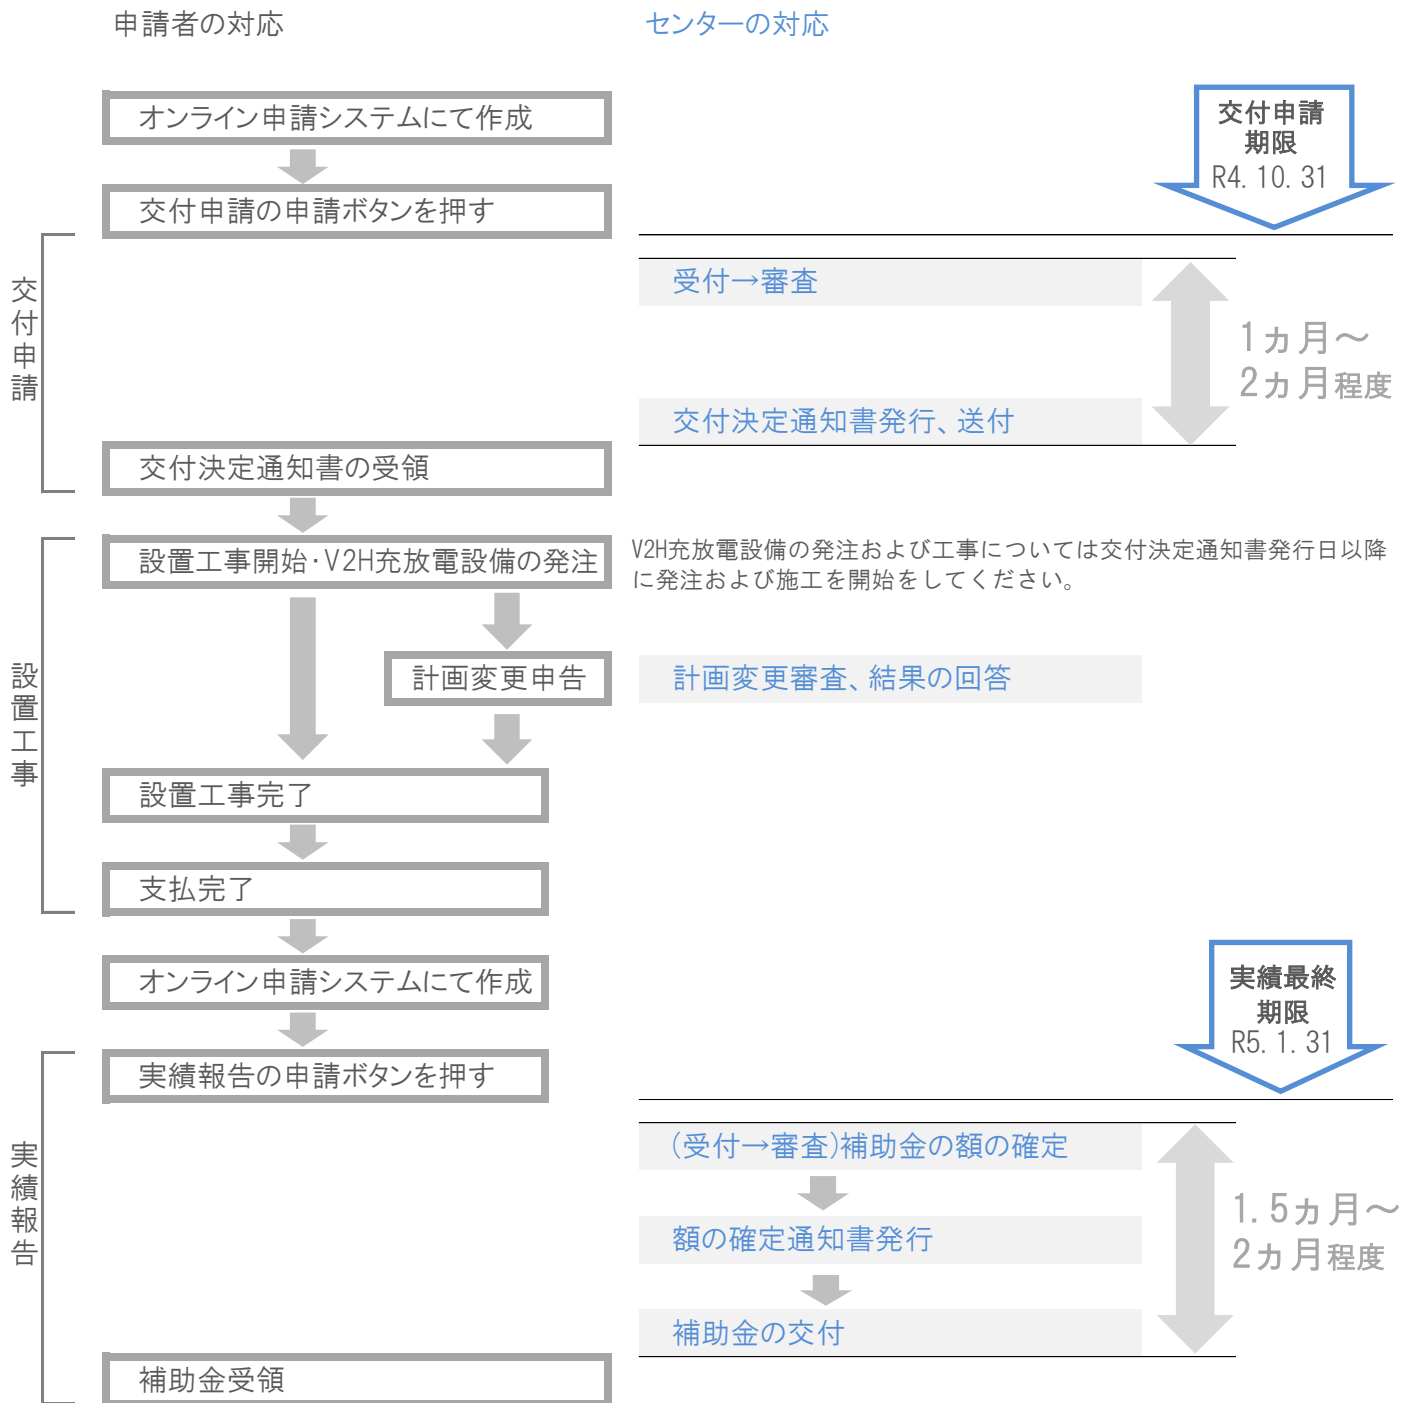 申請者の対応
センターの対応
オンライン申請システムにて作成
交付申請
期限
R4.10.31
交付申請の申請ボタンを押す
交付申請
受付→審査
1ヵ月～
2ヵ月程度
交付決定通知書発行、送付
交付決定通知書の受領
設置工事
設置工事開始・V2H充放電設備の発注
V2H充放電設備の発注および工事については交付決定通知書発行日以降
に発注および施工を開始をしてください。
計画変更申告
計画変更審査、結果の回答
設置工事完了
支払完了
オンライン申請システムにて作成
実績最終
期限
R5.1.31
実績報告の申請ボタンを押す
実績報告
(受付→審査)補助金の額の確定
額の確定通知書発行
1.5ヵ月～
2ヵ月程度
補助金の交付
補助金受領